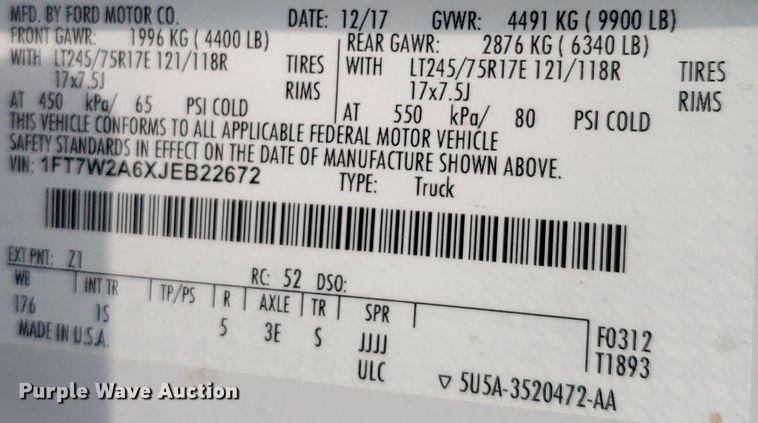 MFD. BY FORD MOTOR CO. DATE: 12/17 GVWR: 4491 KG ( 9900 LB)
FRONT GAWR: 1996 KG ( 4400 LB) REAR GAWR: 2876 KG ( 6340 LB)
WITH LT245/75R17E 121/118R TIRES WITH LT245/75R17E 121/118R TIRES
17x7.5J RIMS 17x7.5J RIMS
AT 450 kPa/ 65 PSI COLD AT 550 kPa/ 80 PSI COLD
THIS VEHICLE CONFORMS TO ALL APPLICABLE FEDERAL MOTOR VEHICLE
SAFETY STANDARDS IN EFFECT ON THE DATE OF MANUFACTURE SHOWN ABOVE.
VIN: 1FT7W2A6XJEB22672 TYPE: Truck
EXT PNT: Z1 RC: 52 DSO:
WB INT TR TP/PS R AXLE TR SPR
176 1S 5 3E S JJJJ F0312
MADE IN U.S.A. ULC T1893
▽ 5U5A-3520472-AA
Purple Wave Auction